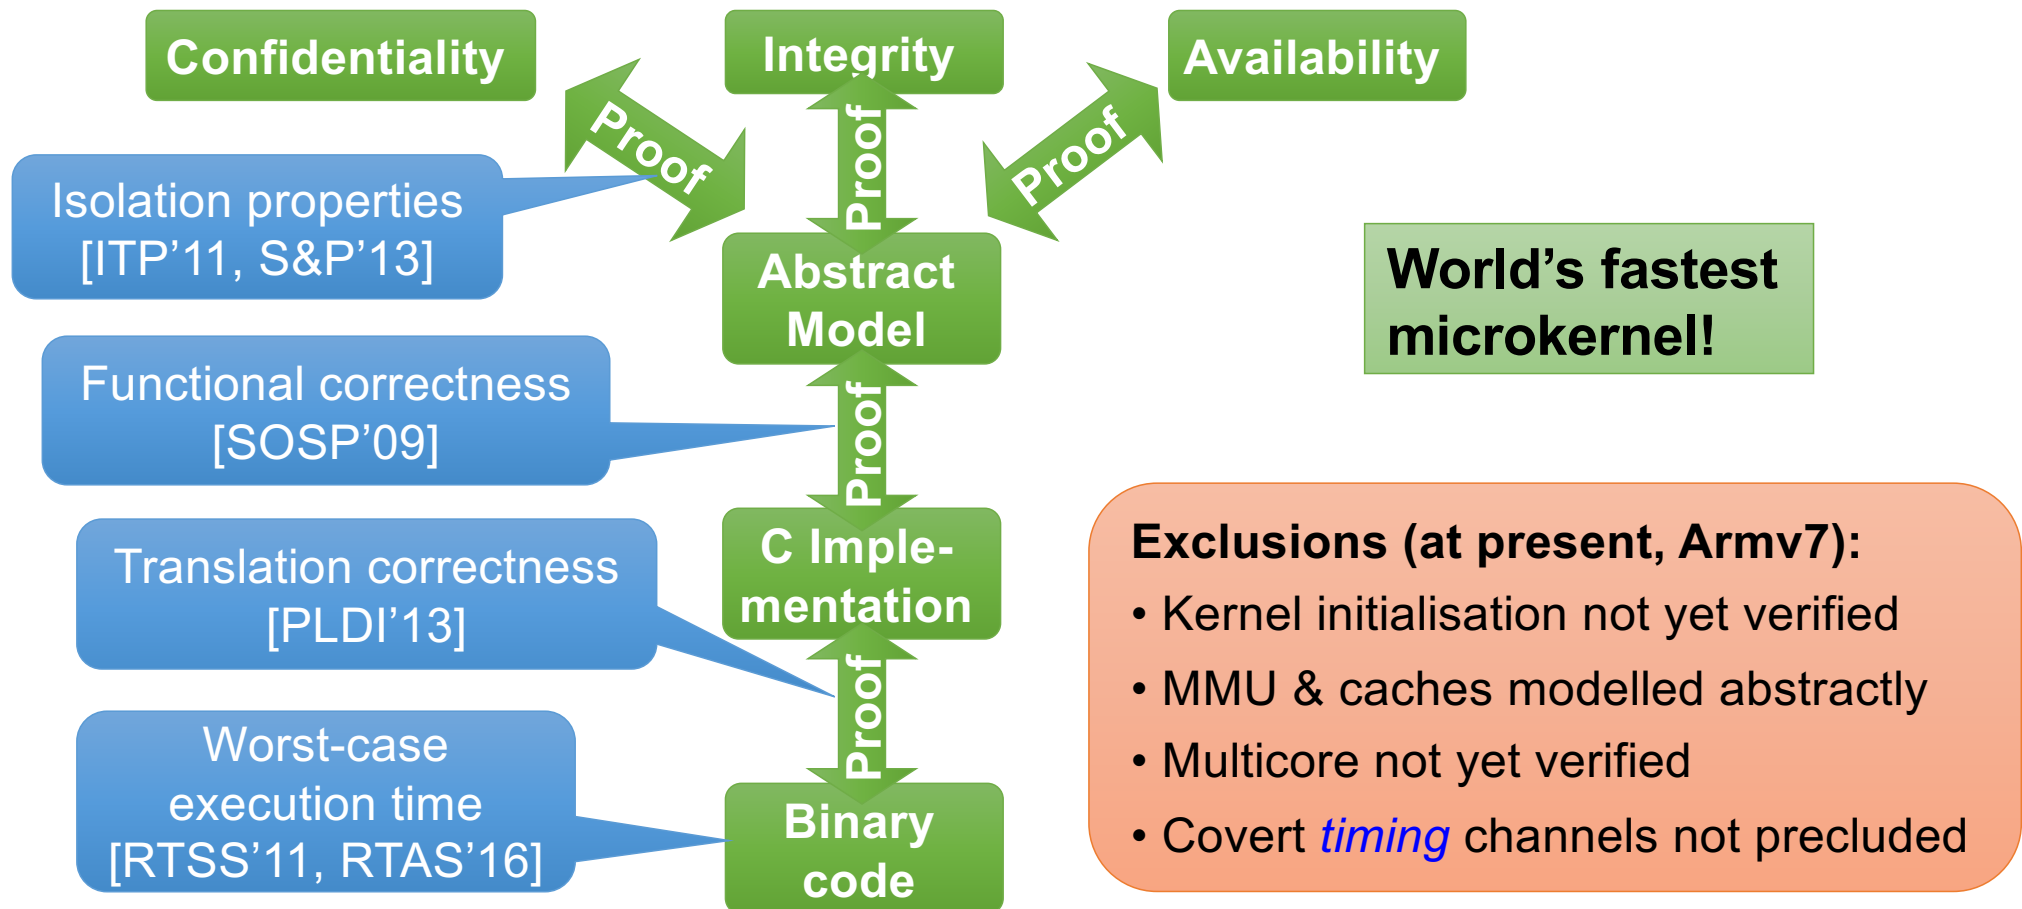 Confidentiality
Integrity
Availability
Proof
Proof
Proof
Isolation properties
[ITP’11, S&P’13]
Abstract
Model
World’s fastest
microkernel!
Functional correctness
[SOSP’09]
Proof
C Imple-
mentation
Translation correctness
[PLDI’13]
Proof
Worst-case
execution time
[RTSS’11, RTAS’16]
Binary
code
Exclusions (at present, Armv7):
• Kernel initialisation not yet verified
• MMU & caches modelled abstractly
• Multicore not yet verified
• Covert timing channels not precluded